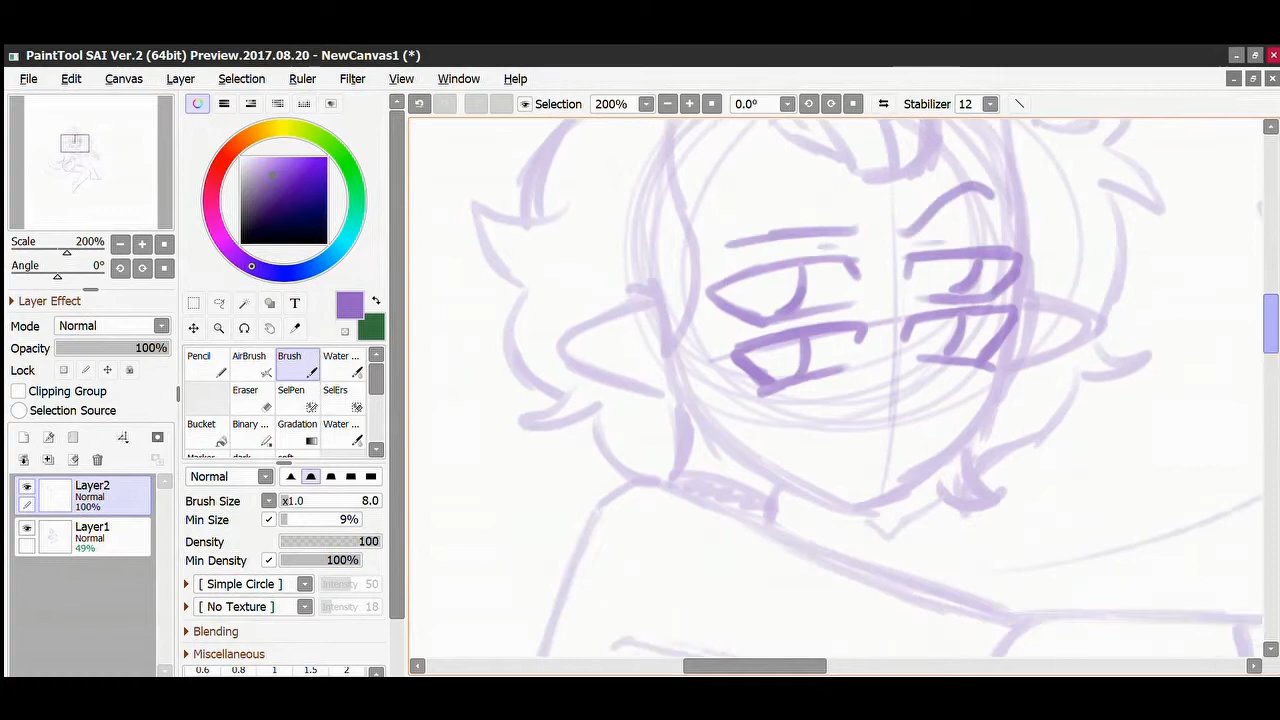 PaintTool SAI Ver.2 (64bit) Preview.2017.08.20 - NewCanvas1 (*)
File Edit Canvas Layer Selection Ruler Filter View Window Help
Selection 200% 0.0º Stabilizer 12
Scale 200%
Angle 0º
Layer Effect
Mode Normal
Opacity 100%
Lock
Clipping Group
Selection Source
Layer2
Normal
100%
Layer1
Normal
49%
T
Pencil AirBrush Brush Water ...
Eraser SelPen SelErs
Bucket Binary ... Gradation Water ...
Normal
Brush Size x1.0 8.0
Min Size 9%
Density 100
Min Density 100%
[ Simple Circle ] Intensity 50
[ No Texture ] Intensity 18
Blending
Miscellaneous
0.6 0.8 1 1.5 2